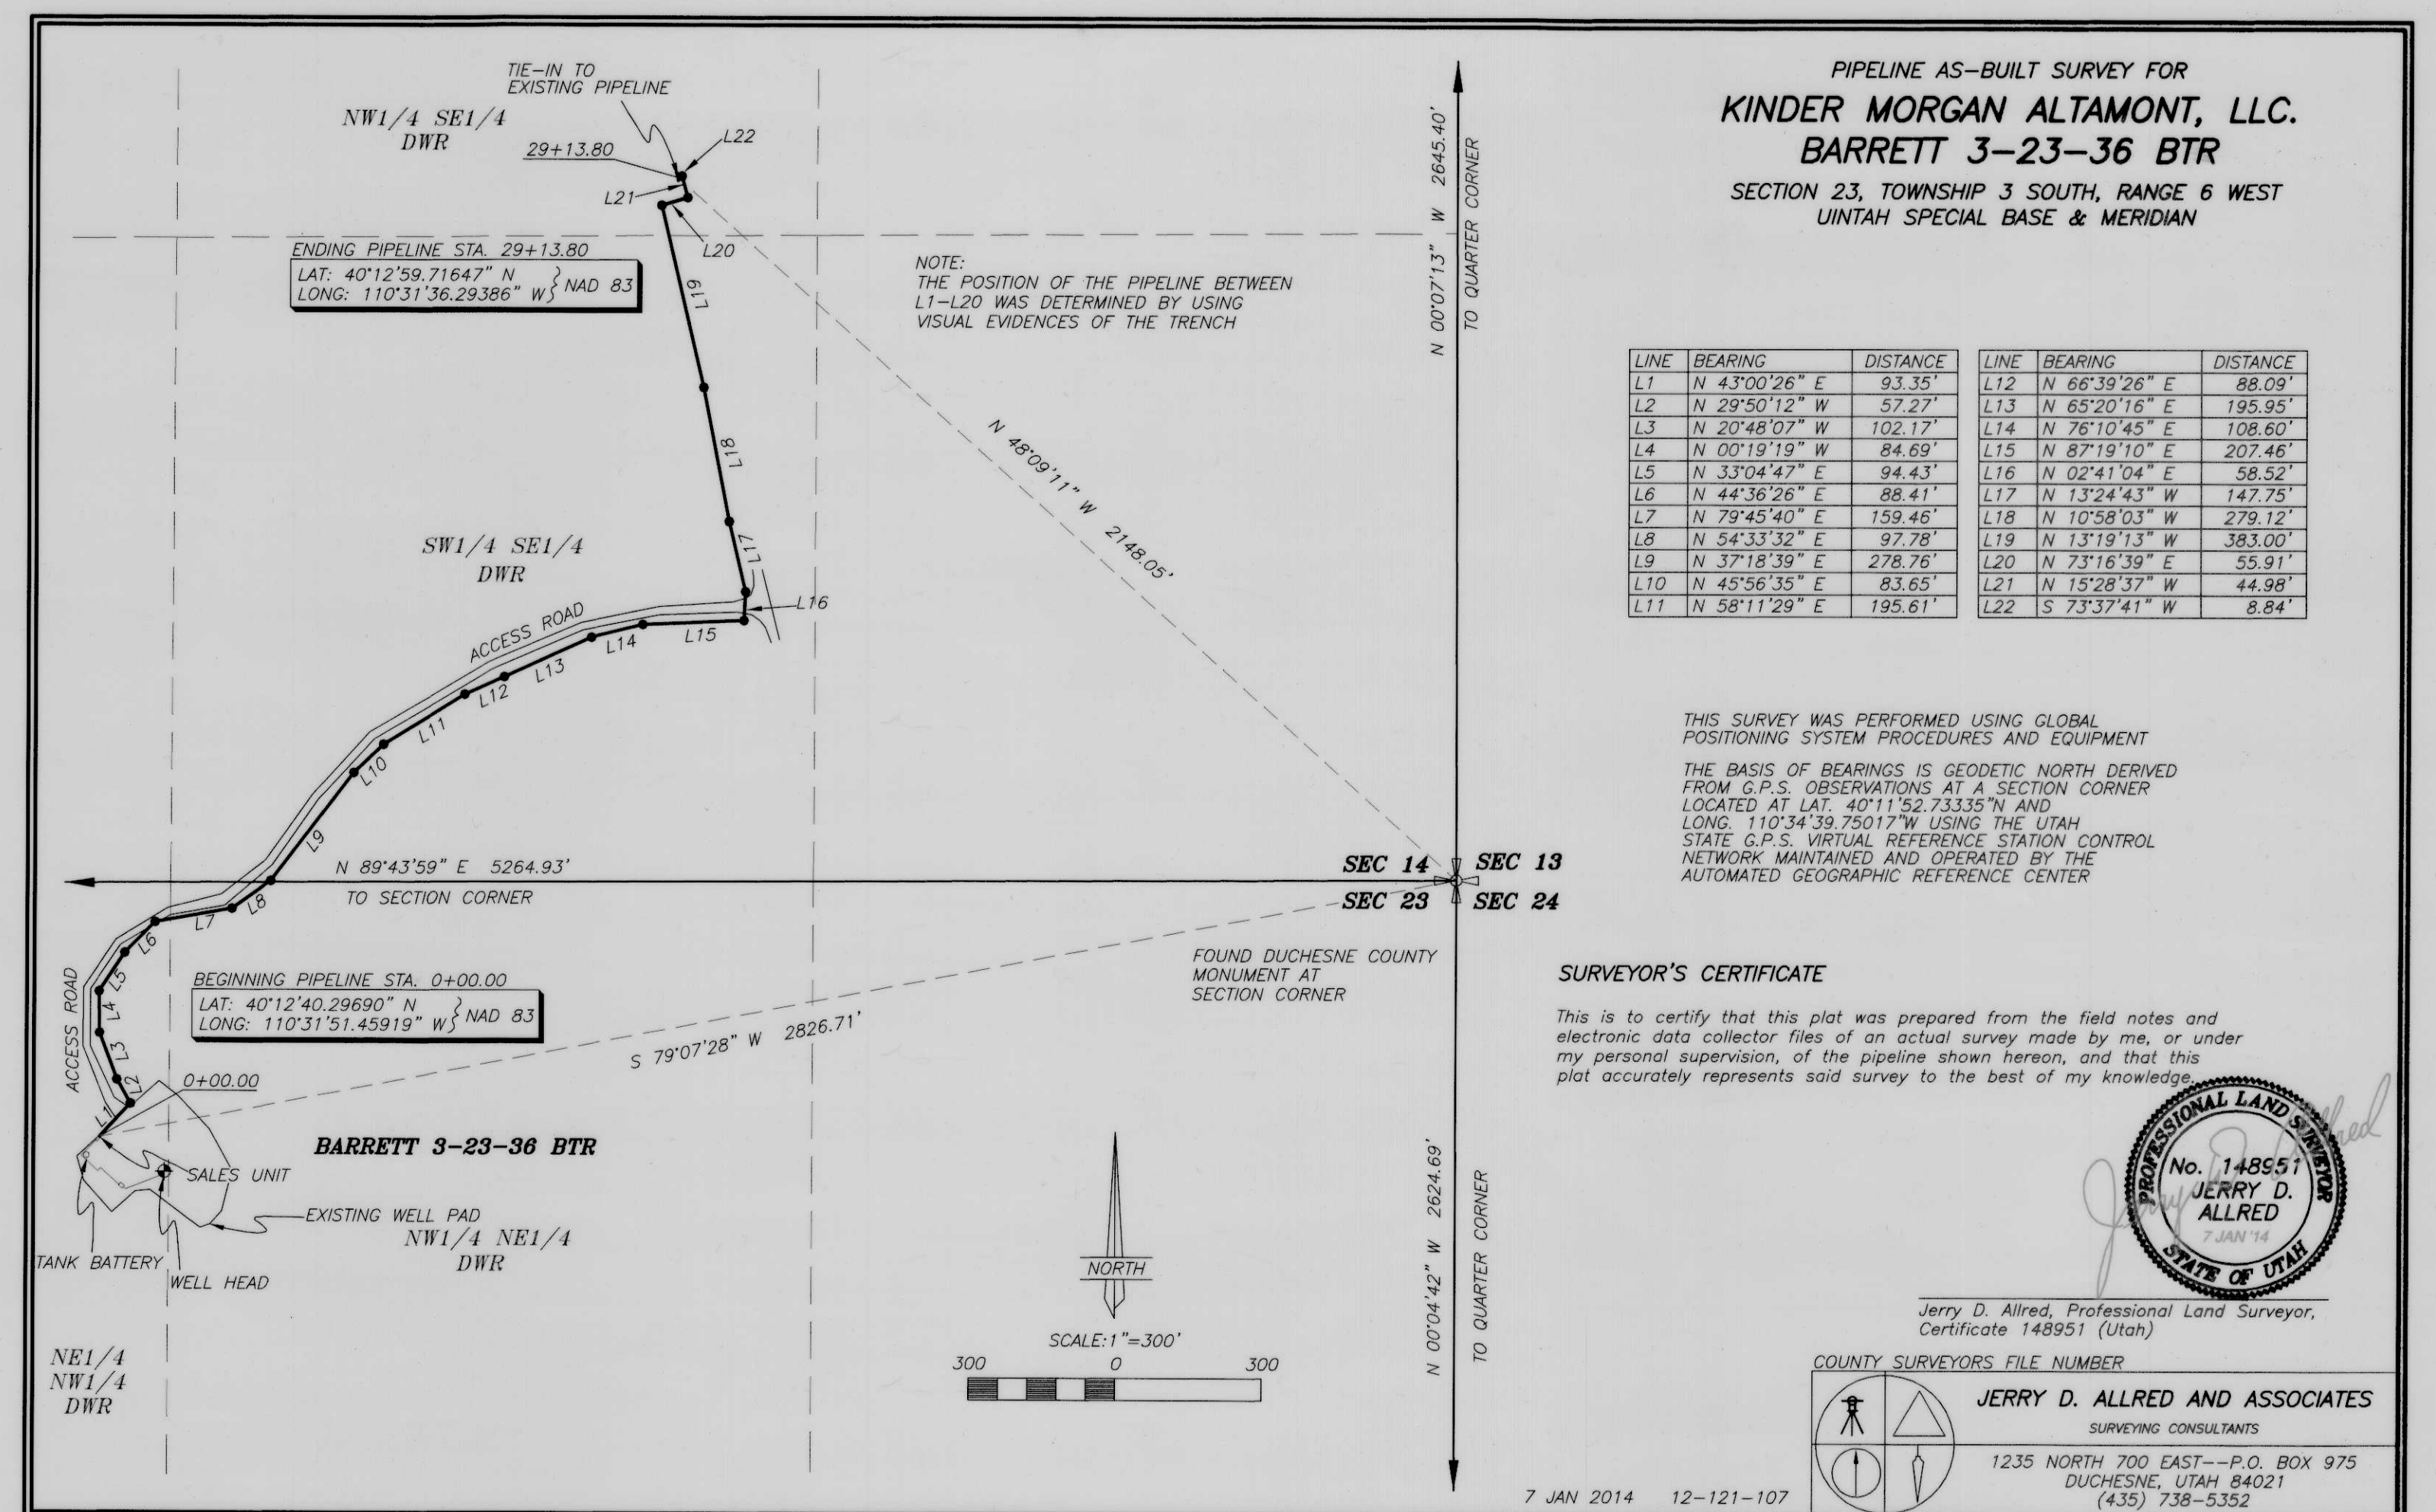 PIPELINE AS-BUILT SURVEY FOR
KINDER MORGAN ALTAMONT, LLC.
BARRETT 3-23-36 BTR
SECTION 23, TOWNSHIP 3 SOUTH, RANGE 6 WEST
UINTAH SPECIAL BASE & MERIDIAN
TIE-IN TO
EXISTING PIPELINE
NW1/4 SE1/4
DWR
29+13.80
L22
L21
L20
ENDING PIPELINE STA. 29+13.80
LAT: 40°12'59.71647" N
LONG: 110°31'36.29386" W
NAD 83
NOTE:
THE POSITION OF THE PIPELINE BETWEEN
L1-L20 WAS DETERMINED BY USING
VISUAL EVIDENCES OF THE TRENCH
N 00°07'13" W 2645.40'
TO QUARTER CORNER
L19
L18
L17
L16
N 48°09'11" W 2148.05'
SW1/4 SE1/4
DWR
ACCESS ROAD
L15
L14
L13
L12
L11
L10
L9
L8
L7
L6
L5
L4
L3
L2
L1
N 89°43'59" E 5264.93'
TO SECTION CORNER
SEC 14
SEC 13
SEC 23
SEC 24
FOUND DUCHESNE COUNTY
MONUMENT AT
SECTION CORNER
ACCESS ROAD
BEGINNING PIPELINE STA. 0+00.00
LAT: 40°12'40.29690" N
LONG: 110°31'51.45919" W
NAD 83
S 79°07'28" W 2826.71'
0+00.00
BARRETT 3-23-36 BTR
SALES UNIT
EXISTING WELL PAD
NW1/4 NE1/4
DWR
TANK BATTERY
WELL HEAD
NE1/4
NW1/4
DWR
NORTH
SCALE: 1"=300'
300 0 300
N 00°04'42" W 2624.69'
TO QUARTER CORNER
LINE BEARING DISTANCE
L1 N 43°00'26" E 93.35'
L2 N 29°50'12" W 57.27'
L3 N 20°48'07" W 102.17'
L4 N 00°19'19" W 84.69'
L5 N 33°04'47" E 94.43'
L6 N 44°36'26" E 88.41'
L7 N 79°45'40" E 159.46'
L8 N 54°33'32" E 97.78'
L9 N 37°18'39" E 278.76'
L10 N 45°56'35" E 83.65'
L11 N 58°11'29" E 195.61'
LINE BEARING DISTANCE
L12 N 66°39'26" E 88.09'
L13 N 65°20'16" E 195.95'
L14 N 76°10'45" E 108.60'
L15 N 87°19'10" E 207.46'
L16 N 02°41'04" E 58.52'
L17 N 13°24'43" W 147.75'
L18 N 10°58'03" W 279.12'
L19 N 13°19'13" W 383.00'
L20 N 73°16'39" E 55.91'
L21 N 15°28'37" W 44.98'
L22 S 73°37'41" W 8.84'
THIS SURVEY WAS PERFORMED USING GLOBAL
POSITIONING SYSTEM PROCEDURES AND EQUIPMENT
THE BASIS OF BEARINGS IS GEODETIC NORTH DERIVED
FROM G.P.S. OBSERVATIONS AT A SECTION CORNER
LOCATED AT LAT. 40°11'52.73335"N AND
LONG. 110°34'39.75017"W USING THE UTAH
STATE G.P.S. VIRTUAL REFERENCE STATION CONTROL
NETWORK MAINTAINED AND OPERATED BY THE
AUTOMATED GEOGRAPHIC REFERENCE CENTER
SURVEYOR'S CERTIFICATE
This is to certify that this plat was prepared from the field notes and
electronic data collector files of an actual survey made by me, or under
my personal supervision, of the pipeline shown hereon, and that this
plat accurately represents said survey to the best of my knowledge.
PROFESSIONAL LAND SURVEYOR
No. 148951
JERRY D.
ALLRED
7 JAN '14
STATE OF UTAH
Jerry D. Allred
Jerry D. Allred, Professional Land Surveyor,
Certificate 148951 (Utah)
COUNTY SURVEYORS FILE NUMBER
JERRY D. ALLRED AND ASSOCIATES
SURVEYING CONSULTANTS
1235 NORTH 700 EAST--P.O. BOX 975
DUCHESNE, UTAH 84021
(435) 738-5352
7 JAN 2014 12-121-107